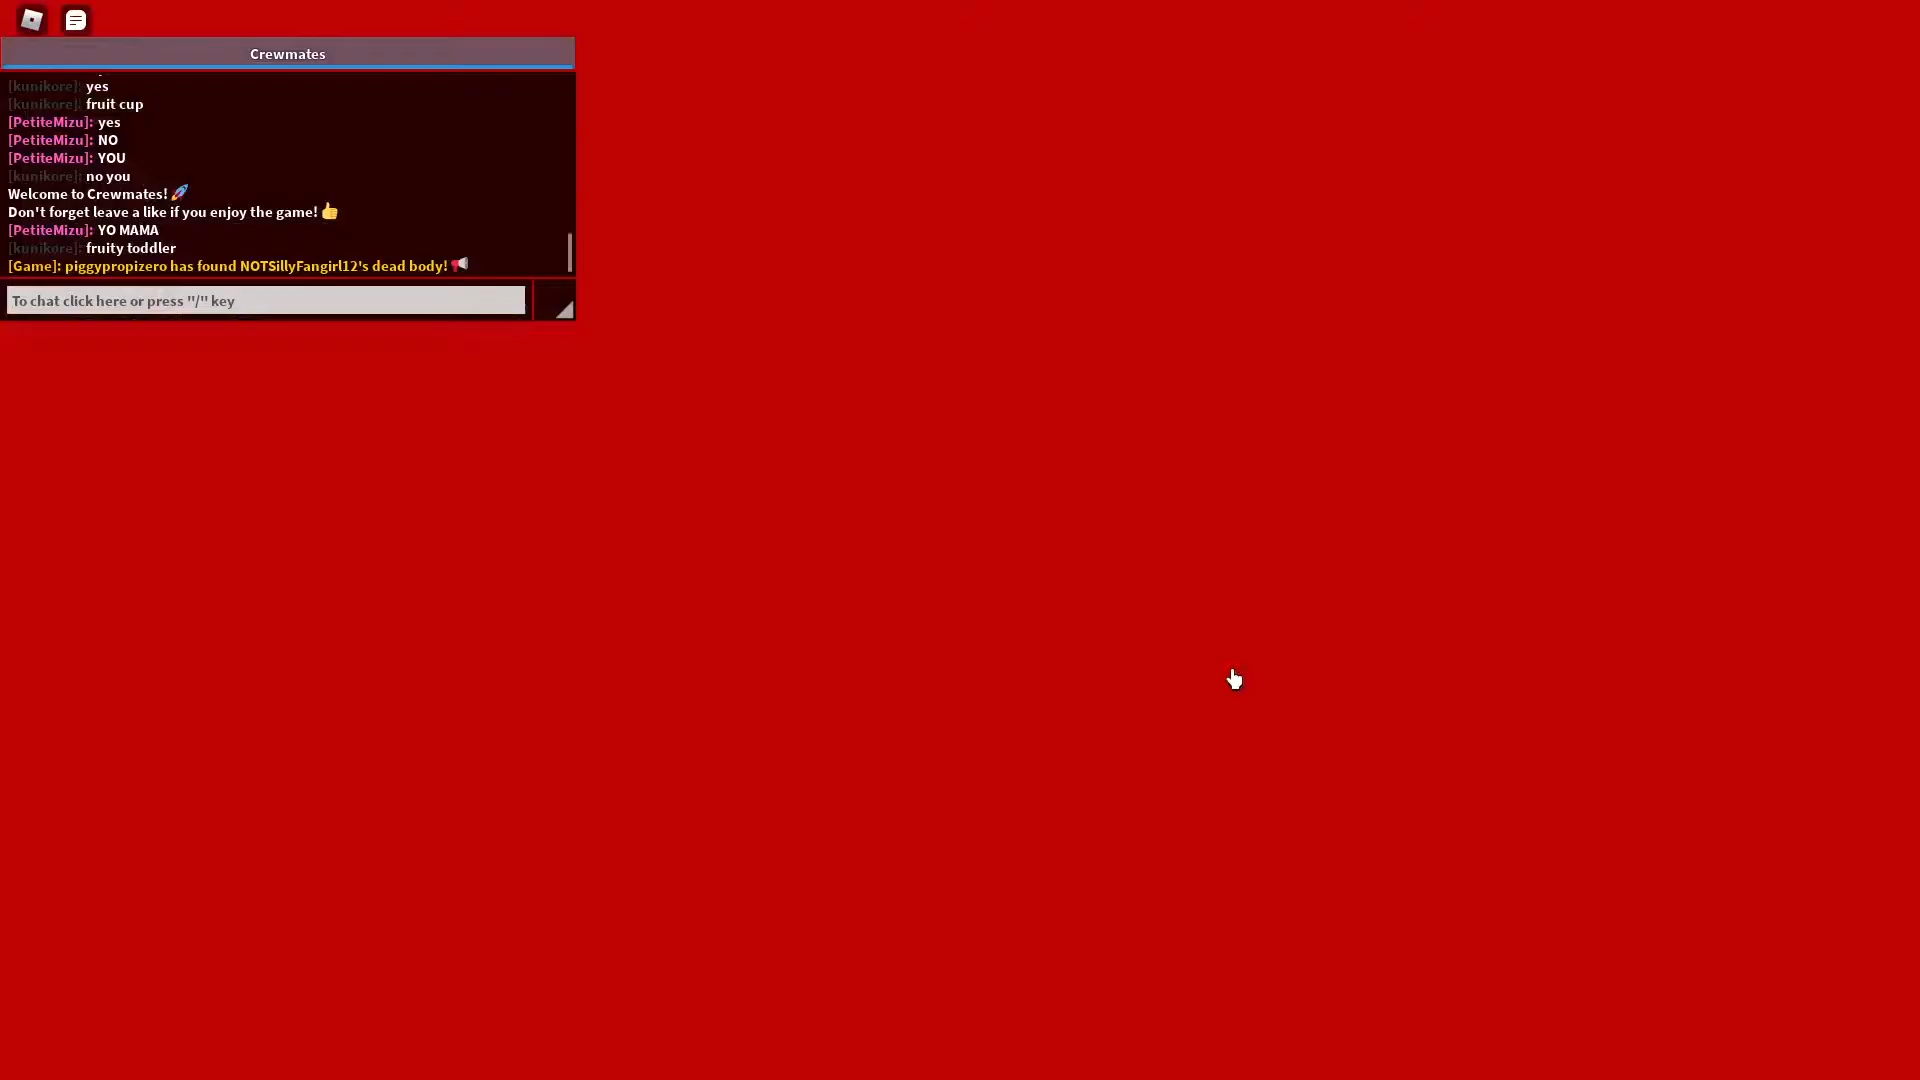 Crewmates
[kunikore]: yes
[kunikore]: fruit cup
[PetiteMizu]: yes
[PetiteMizu]: NO
[PetiteMizu]: YOU
[kunikore]: no you
Welcome to Crewmates! 🚀
Don't forget leave a like if you enjoy the game! 👍
[PetiteMizu]: YO MAMA
[kunikore]: fruity toddler
[Game]: piggypropizero has found NOTSillyFangirl12's dead body! 📢
To chat click here or press "/" key